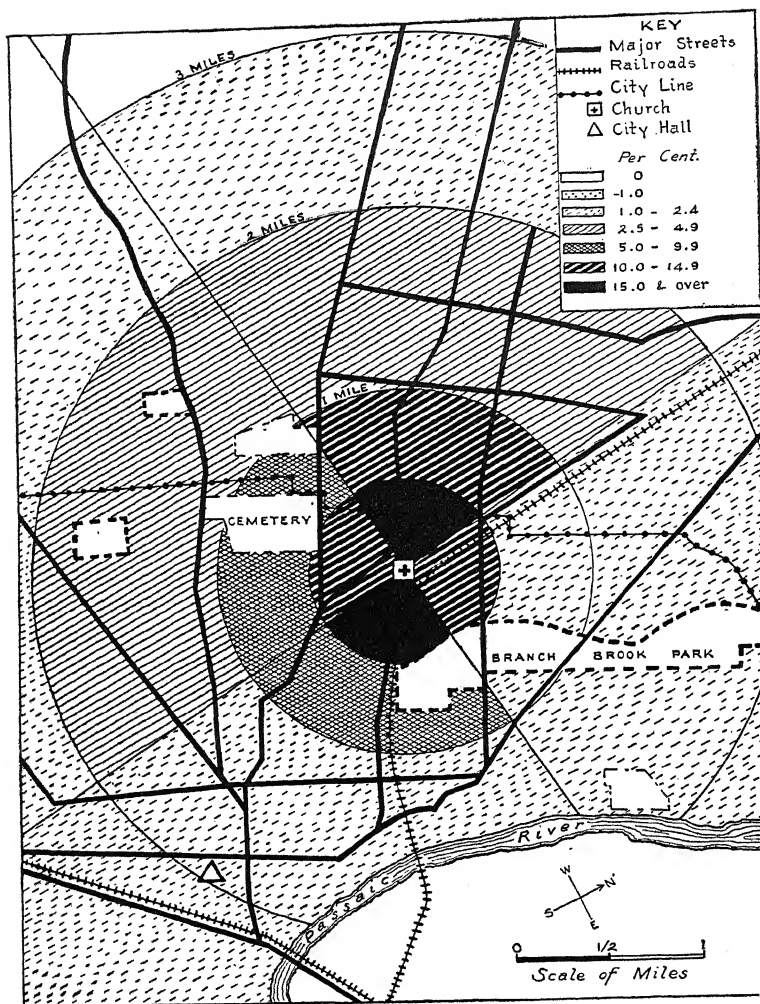 KEY
Major Streets
Railroads
City Line
Church
City Hall
Per Cent.
0
-1.0
1.0 - 2.4
2.5 - 4.9
5.0 - 9.9
10.0 - 14.9
15.0 & over
3 MILES
2 MILES
1 MILE
CEMETERY
BRANCH BROOK PARK
Passaic River
W
S N
E
0 1/2 1
Scale of Miles